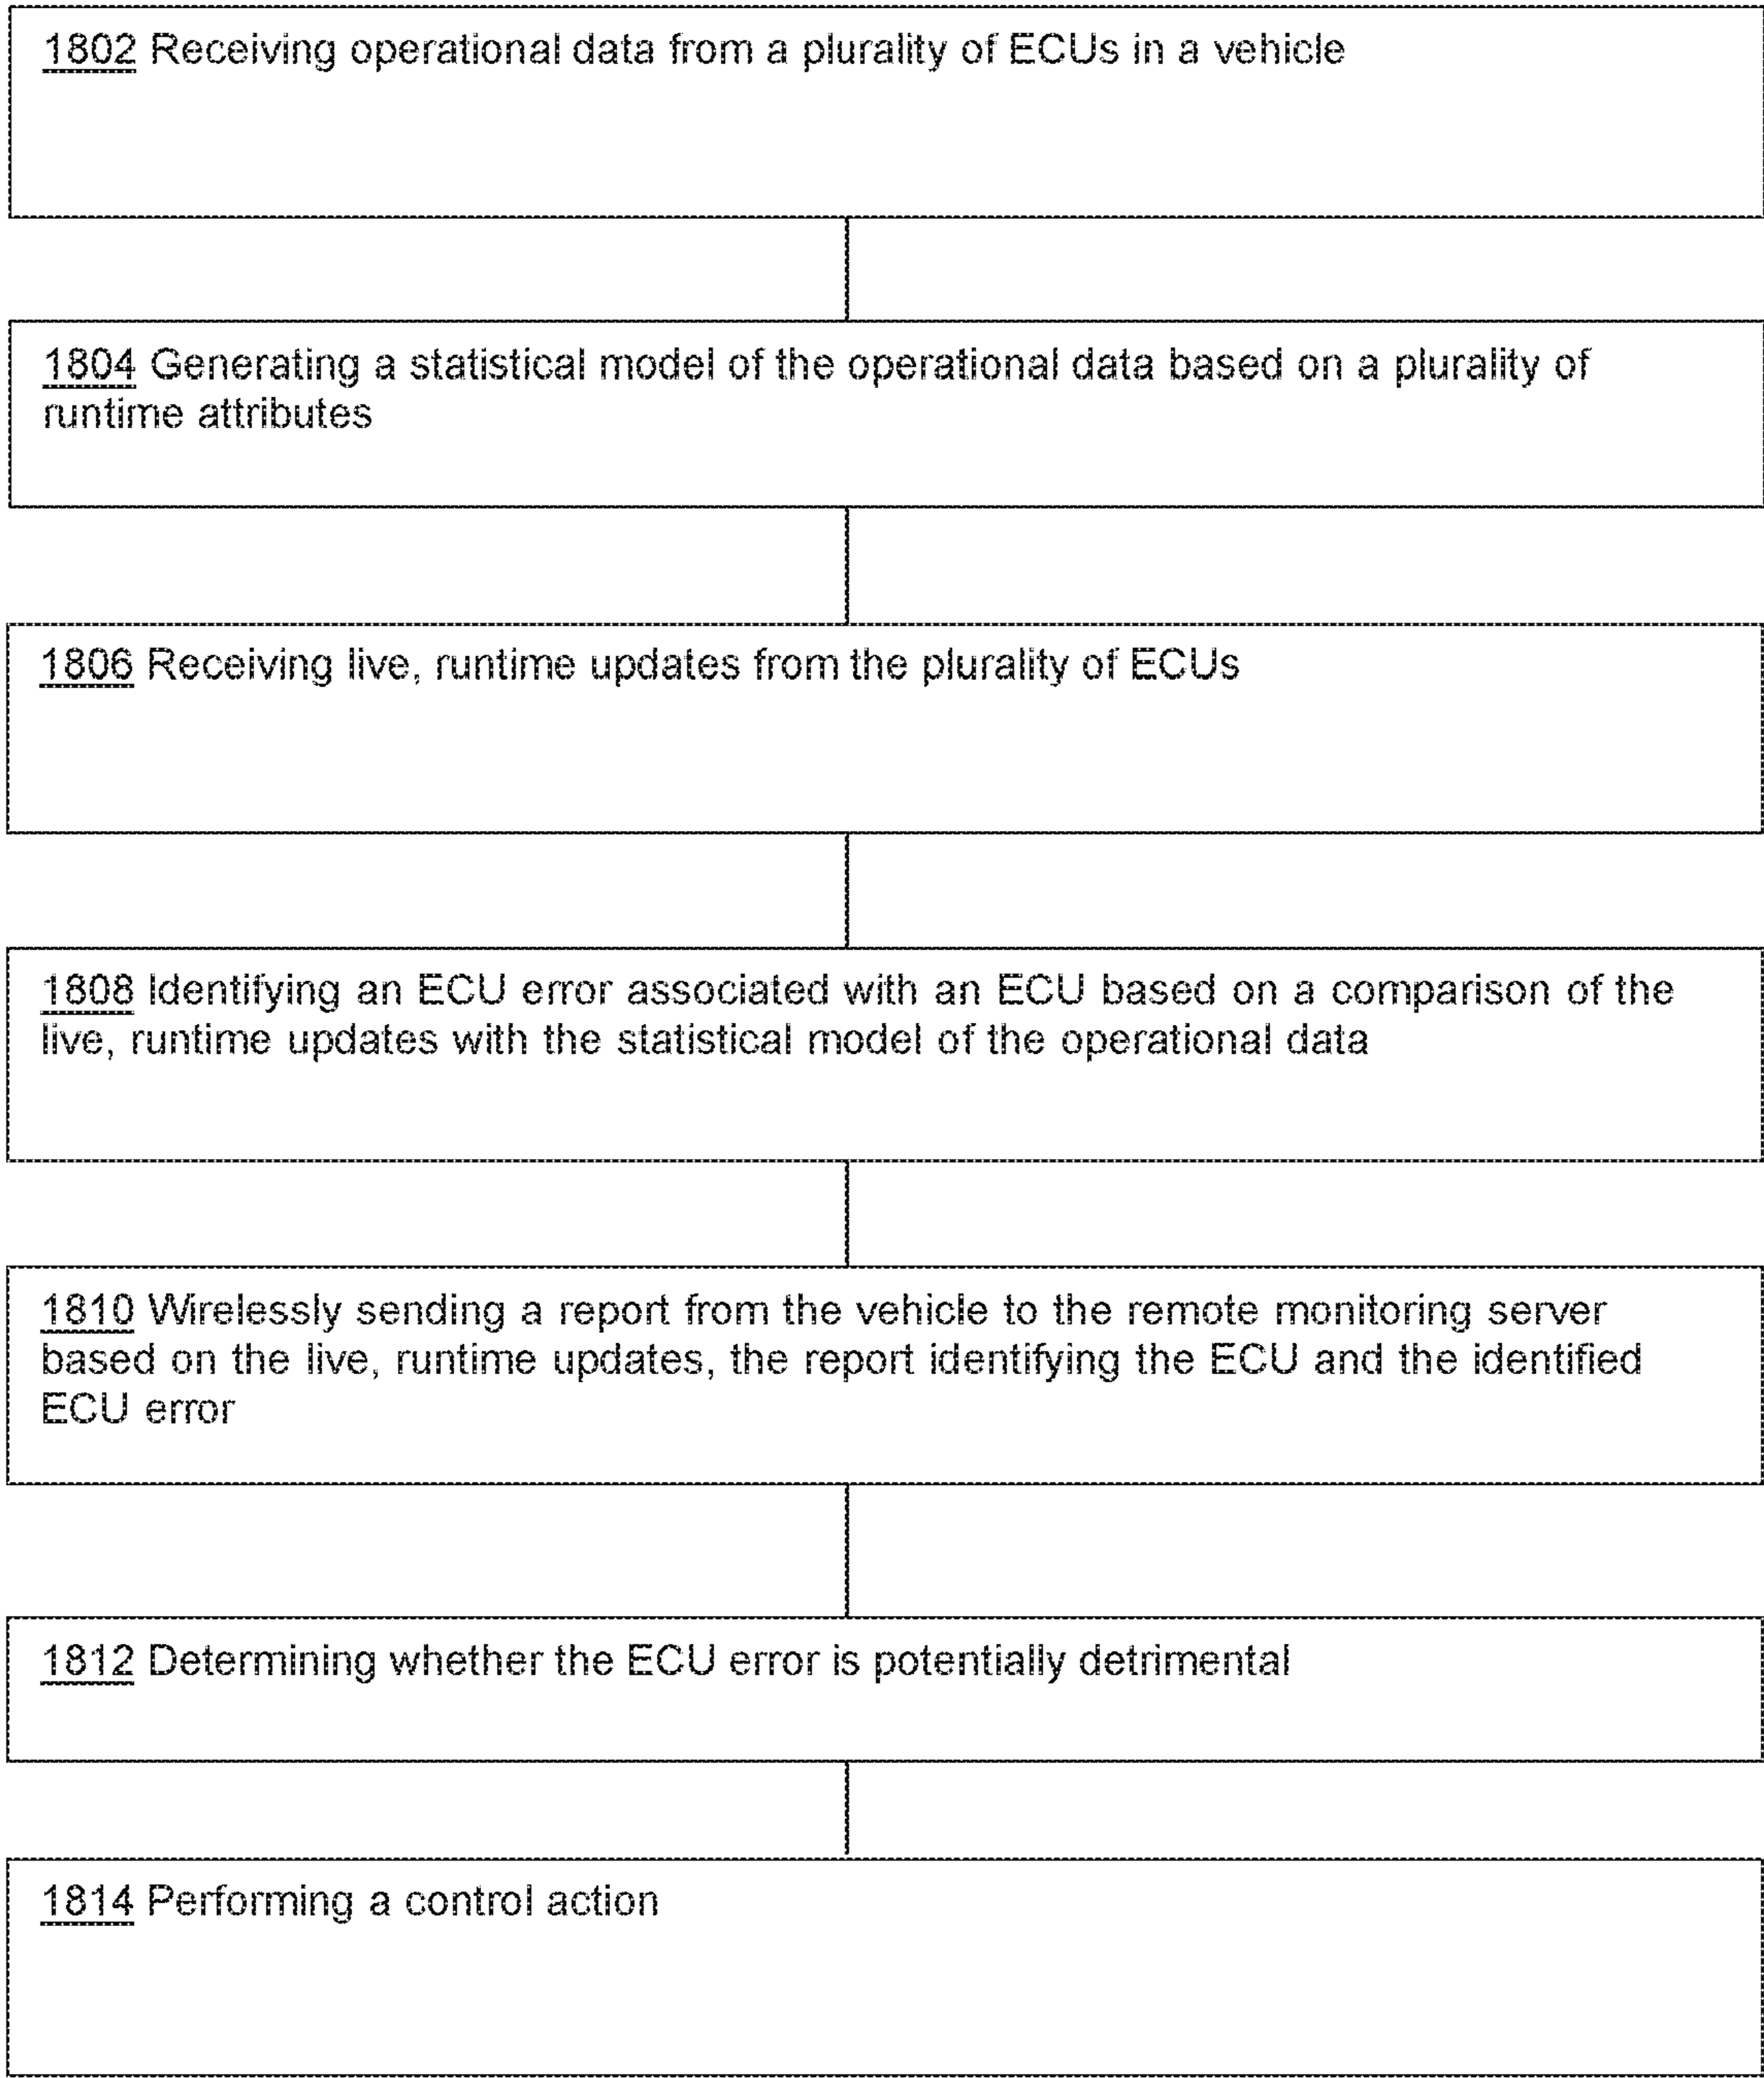 1802 Receiving operational data from a plurality of ECUs in a vehicle
1804 Generating a statistical model of the operational data based on a plurality of
runtime attributes
1806 Receiving live, runtime updates from the plurality of ECUs
1808 Identifying an ECU error associated with an ECU based on a comparison of the
live, runtime updates with the statistical model of the operational data
1810 Wirelessly sending a report from the vehicle to the remote monitoring server
based on the live, runtime updates, the report identifying the ECU and the identified
ECU error
1812 Determining whether the ECU error is potentially detrimental
1814 Performing a control action